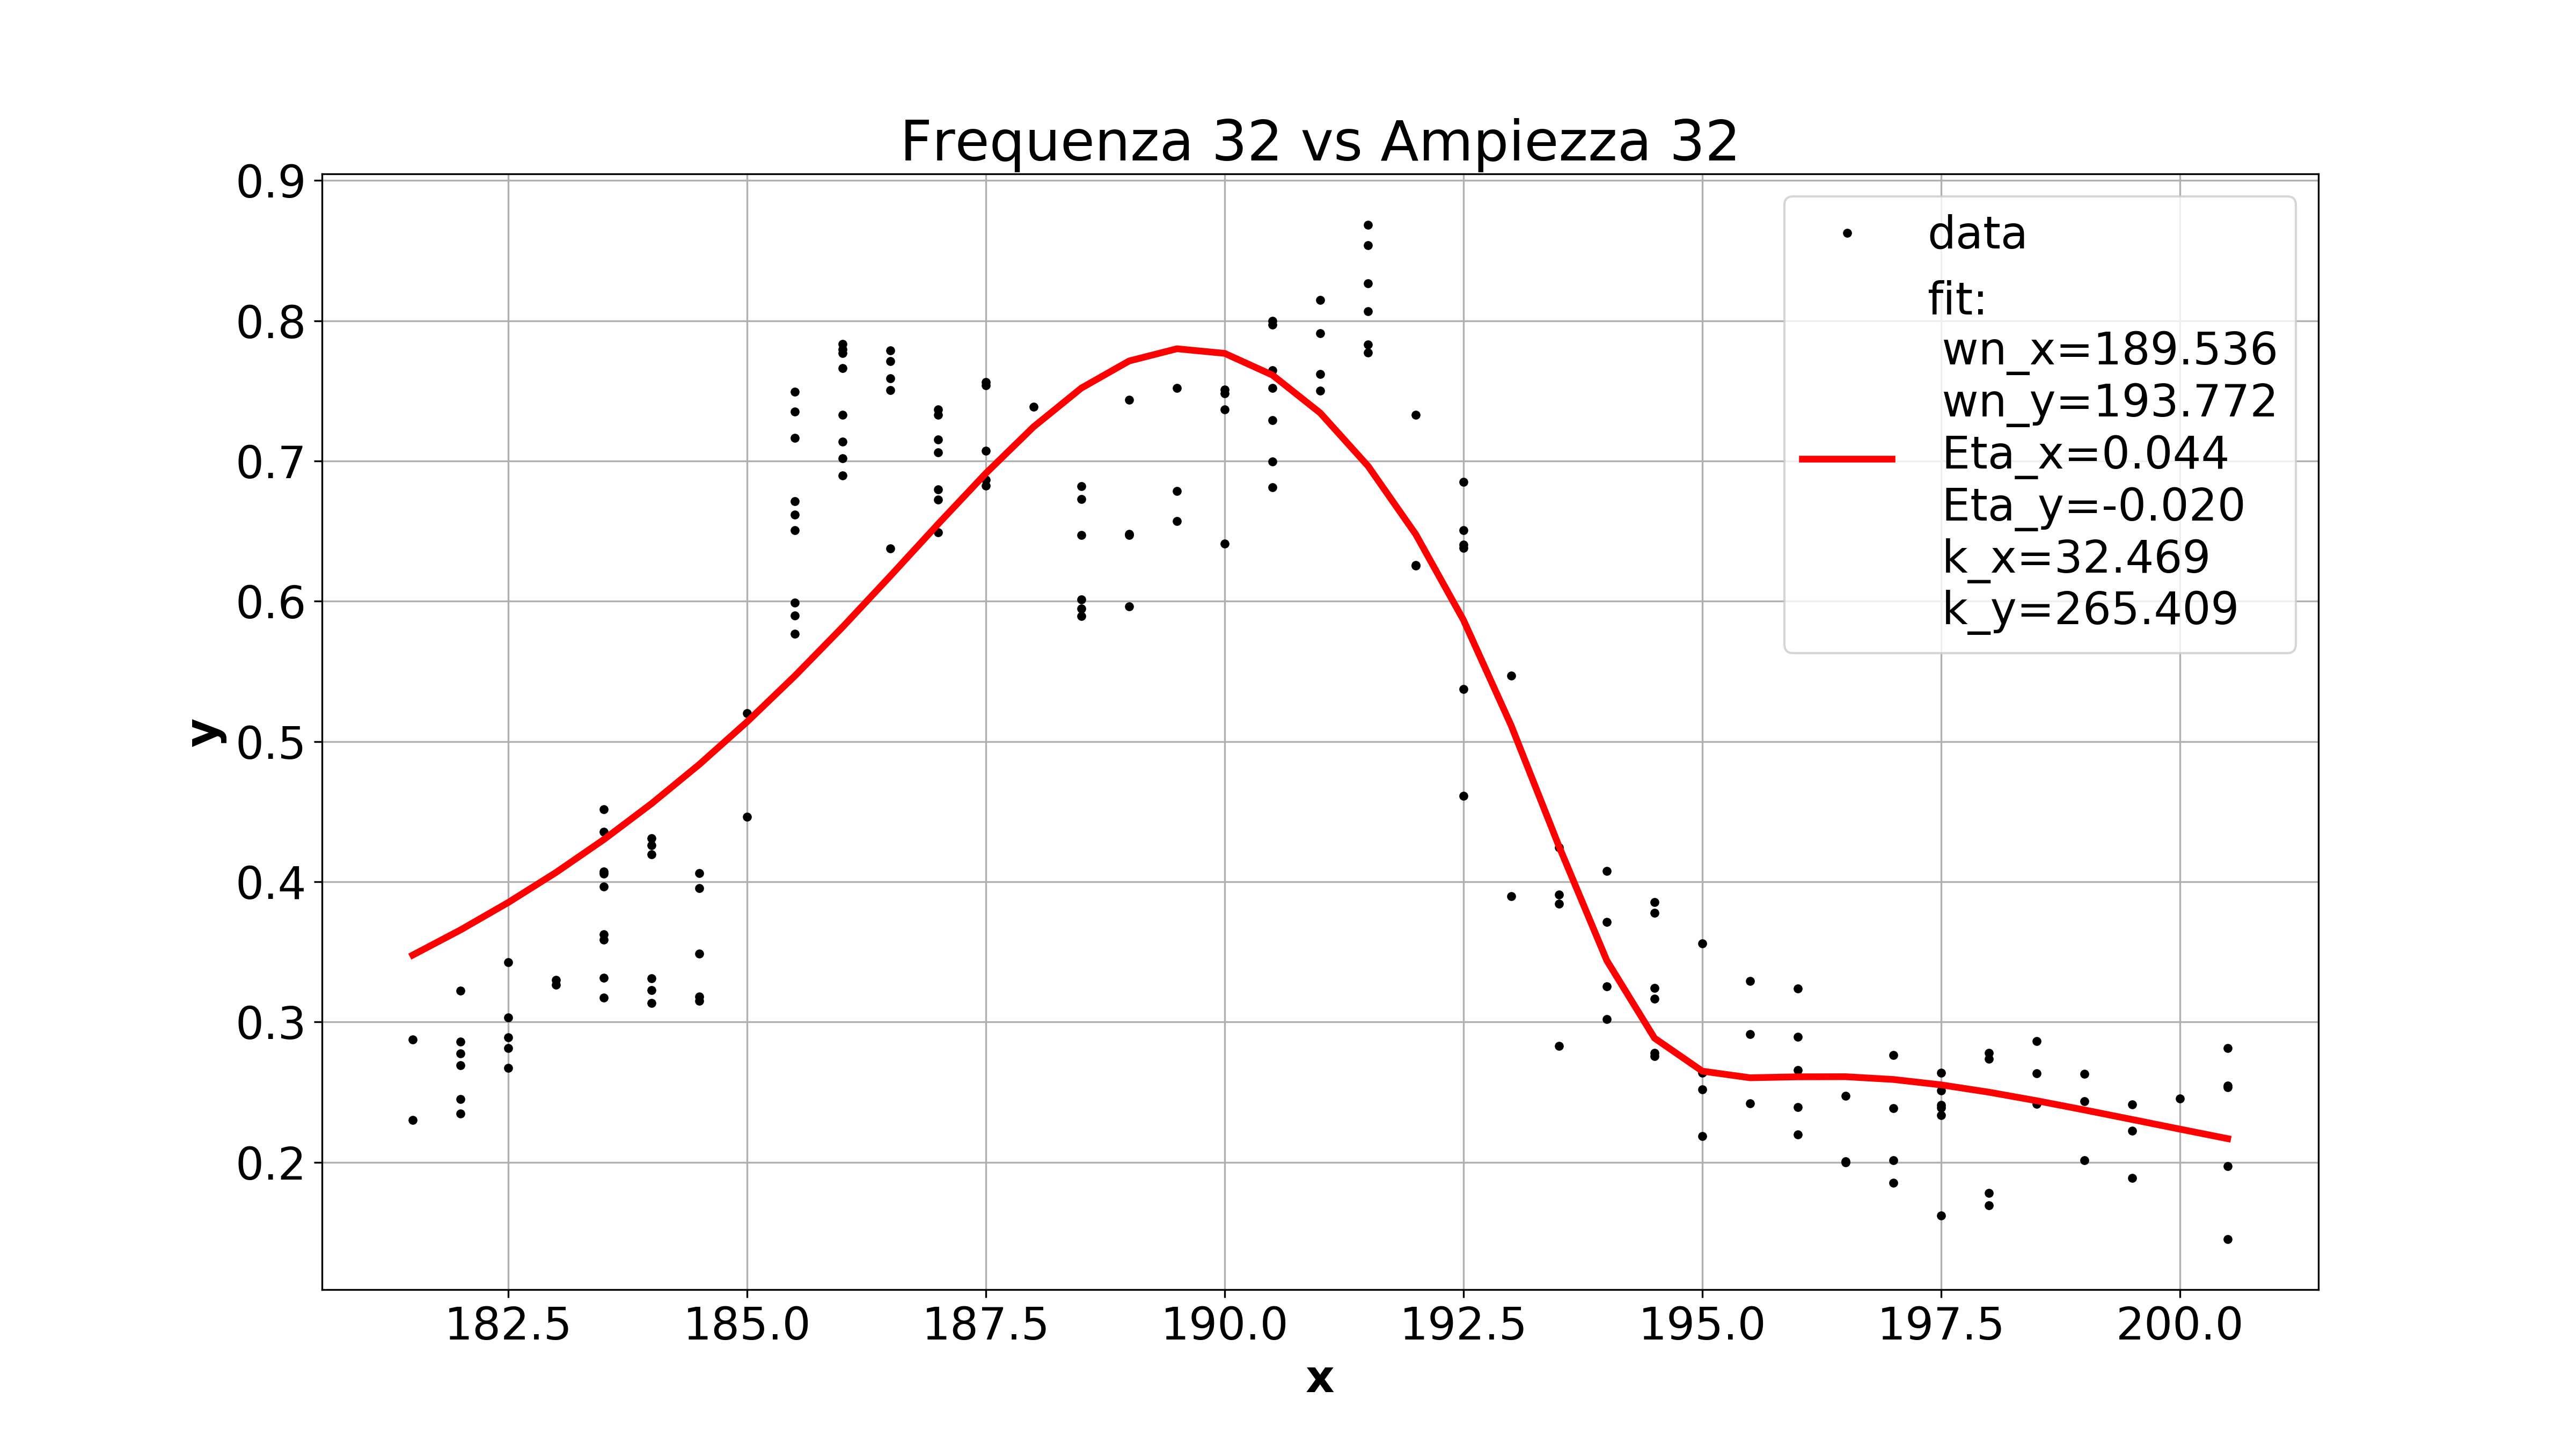 Frequenza 32 vs Ampiezza 32
0.9
0.8
0.7
0.6
0.5
0.4
0.3
0.2
y
data
fit:
wn_x=189.536
wn_y=193.772
Eta_x=0.044
Eta_y=-0.020
k_x=32.469
k_y=265.409
182.5 185.0 187.5 190.0 192.5 195.0 197.5 200.0
x